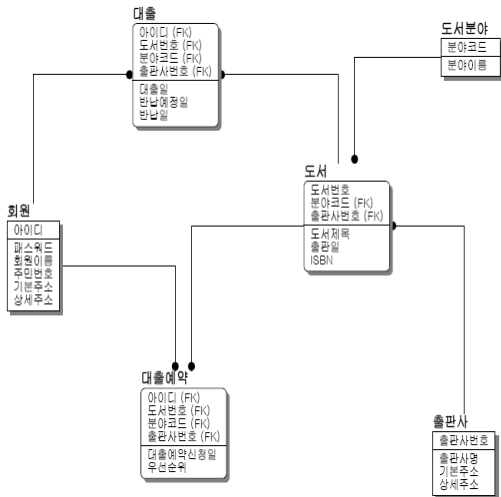 대출
아이디 (FK)
도서번호 (FK)
분야코드 (FK)
출판사번호 (FK)
대출일
반납예정일
반납일
도서분야
분야코드
분야이름
도서
도서번호
분야코드 (FK)
출판사번호 (FK)
도서제목
출판일
ISBN
회원
아이디
패스워드
회원이름
주민번호
기본주소
상세주소
대출예약
아이디 (FK)
도서번호 (FK)
분야코드 (FK)
출판사번호 (FK)
대출예약신청일
우선순위
출판사
출판사번호
출판사명
기본주소
상세주소